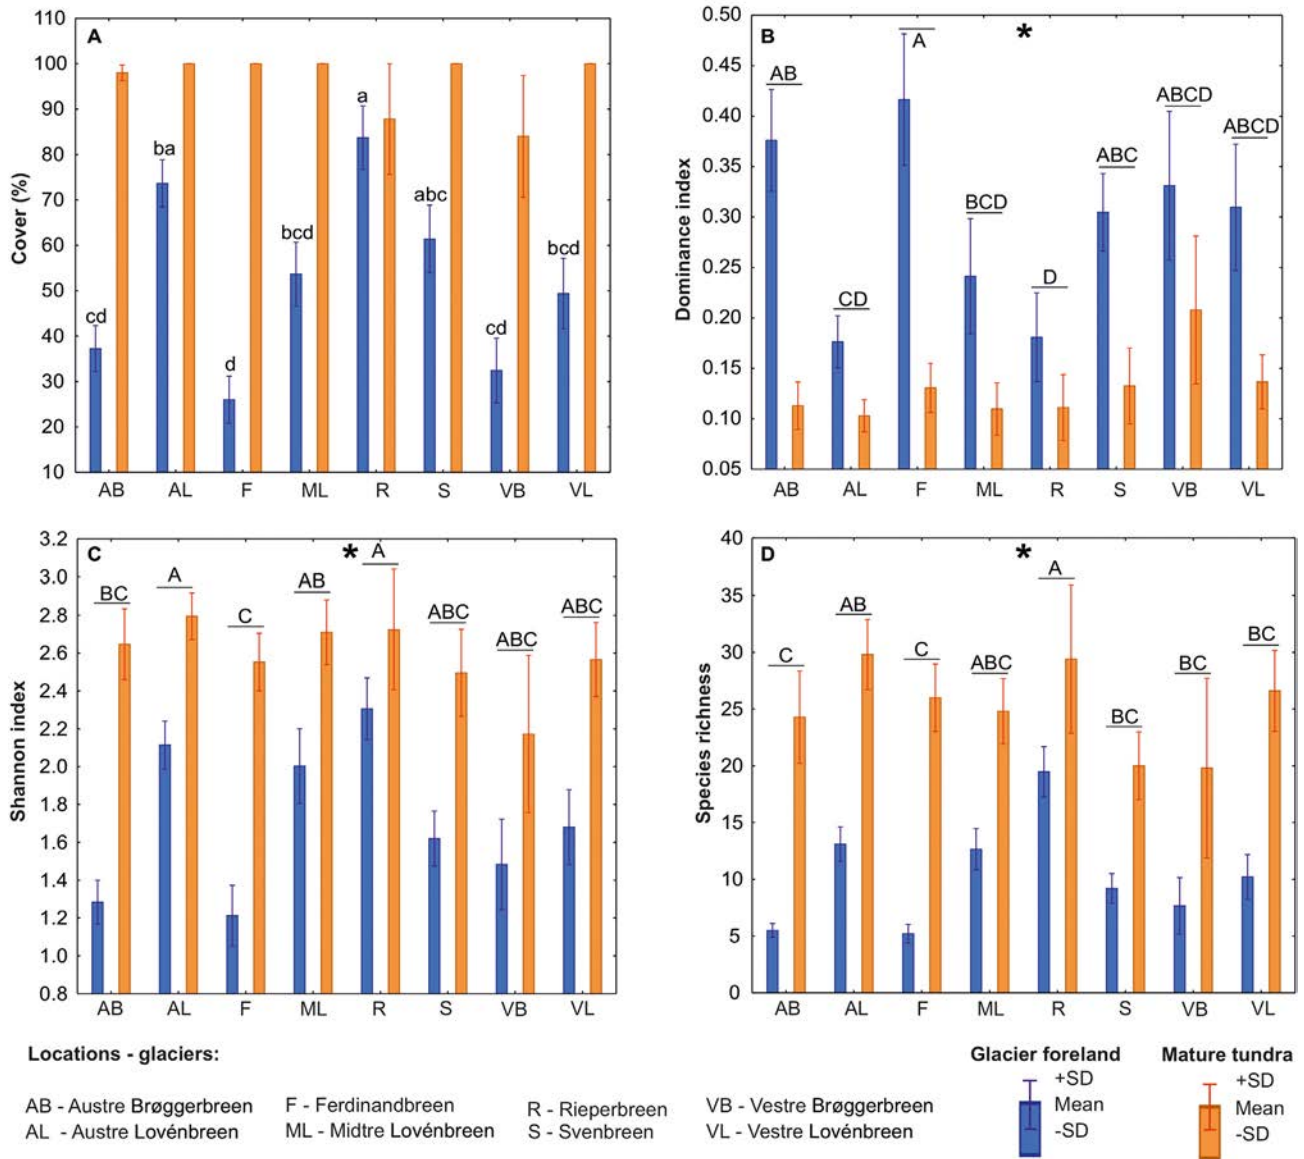 A
Cover (%)
110
100
90
80
70
60
50
40
30
20
10
cd
ba
d
bcd
a
abc
cd
bcd
AB AL F ML R S VB VL
B
*
Dominance index
0.50
0.45
0.40
0.35
0.30
0.25
0.20
0.15
0.10
0.05
AB
CD
A
BCD
D
ABC
ABCD
ABCD
AB AL F ML R S VB VL
C
*
Shannon index
3.2
3.0
2.8
2.6
2.4
2.2
2.0
1.8
1.6
1.4
1.2
1.0
0.8
BC
A
C
AB
A
ABC
ABC
ABC
AB AL F ML R S VB VL
D
*
Species richness
40
35
30
25
20
15
10
5
0
C
AB
C
ABC
A
BC
BC
BC
AB AL F ML R S VB VL
Locations - glaciers:
AB - Austre Brøggerbreen
AL - Austre Lovénbreen
F - Ferdinandbreen
ML - Midtre Lovénbreen
R - Rieperbreen
S - Svenbreen
VB - Vestre Brøggerbreen
VL - Vestre Lovénbreen
Glacier foreland
+SD
Mean
-SD
Mature tundra
+SD
Mean
-SD